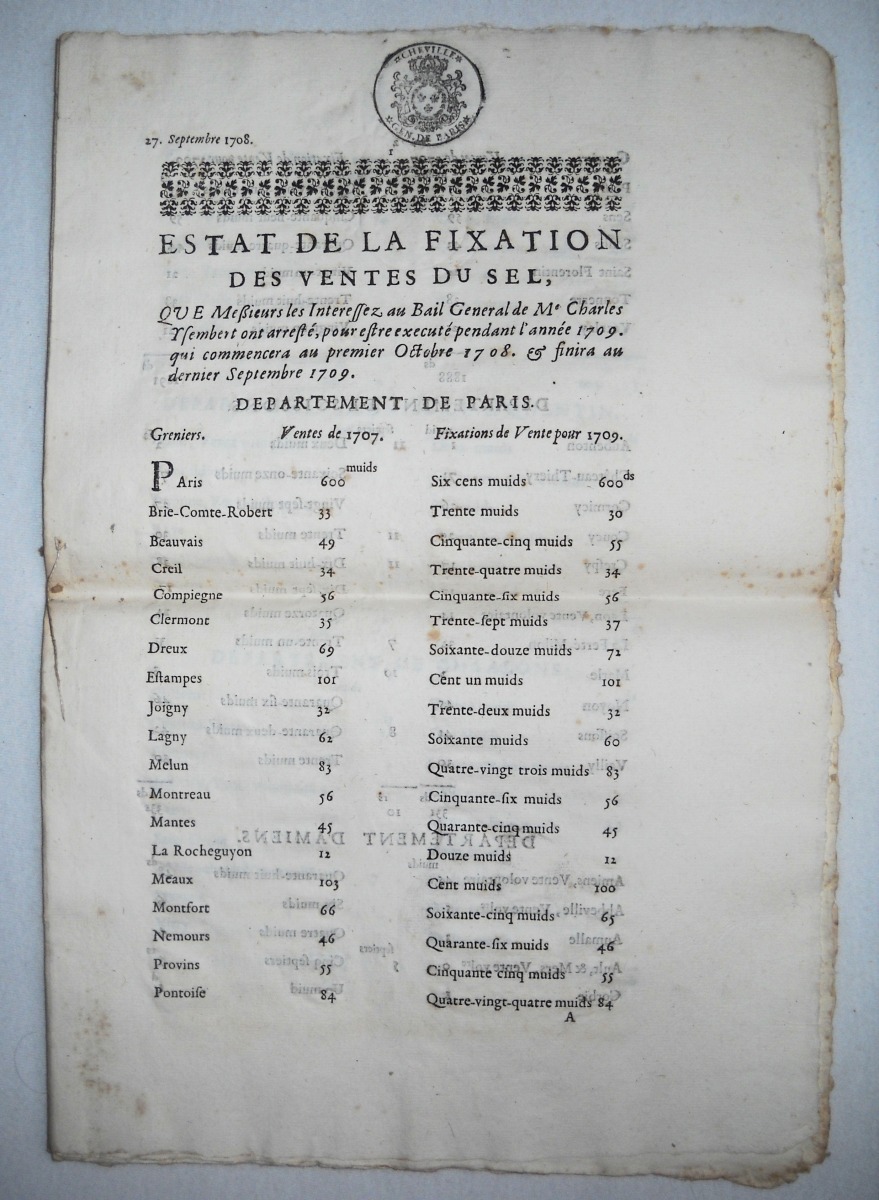 CHEVILLE
GEN. DE PARIS
27. Septembre 1708.
1
ESTAT DE LA FIXATION
DES VENTES DU SEL,
QVE Meſſieurs les Intereſſez au Bail General de Me Charles
Yſembert ont arreſté, pour eſtre executé pendant l'année 1709.
qui commencera au premier Octobre 1708. & finira au
dernier Septembre 1709.
DEPARTEMENT DE PARIS.
Greniers. Ventes de 1707. Fixations de Vente pour 1709.
PAris 600 muids Six cens muids 600 ds
Brie-Comte-Robert 33 Trente muids 30
Beauvais 49 Cinquante-cinq muids 55
Creil 34 Trente-quatre muids 34
Compiegne 56 Cinquante-ſix muids 56
Clermont 35 Trente-ſept muids 37
Dreux 69 Soixante-douze muids 72
Eſtampes 101 Cent un muids 101
Joigny 32 Trente-deux muids 32
Lagny 62 Soixante muids 60
Melun 83 Quatre-vingt trois muids 83
Montreau 56 Cinquante-ſix muids 56
Mantes 45 Quarante-cinq muids 45
La Rocheguyon 12 Douze muids 12
Meaux 103 Cent muids 100
Montfort 66 Soixante-cinq muids 65
Nemours 46 Quarante-ſix muids 46
Provins 55 Cinquante cinq muids 55
Pontoiſe 84 Quatre-vingt-quatre muids 84
A